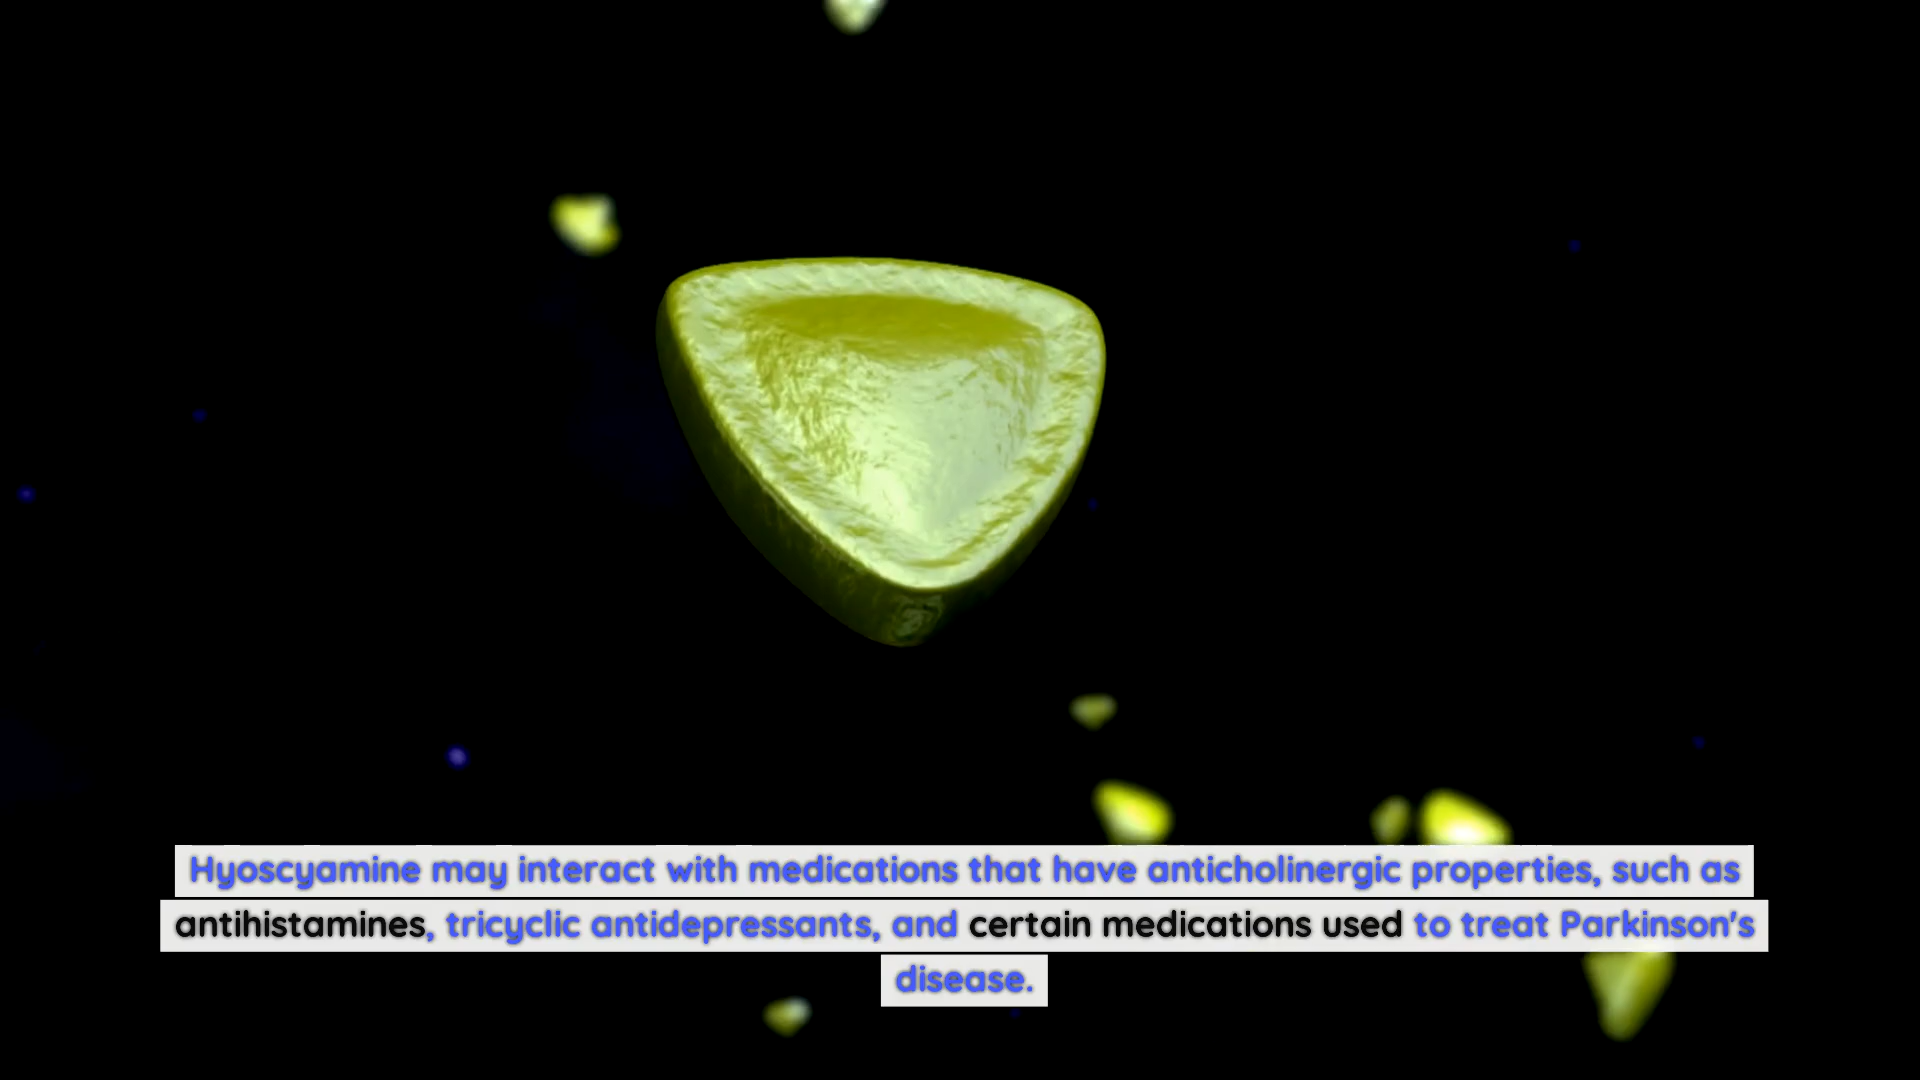 Hyoscyamine may interact with medications that have anticholinergic properties, such as
antihistamines, tricyclic antidepressants, and certain medications used to treat Parkinson's
disease.